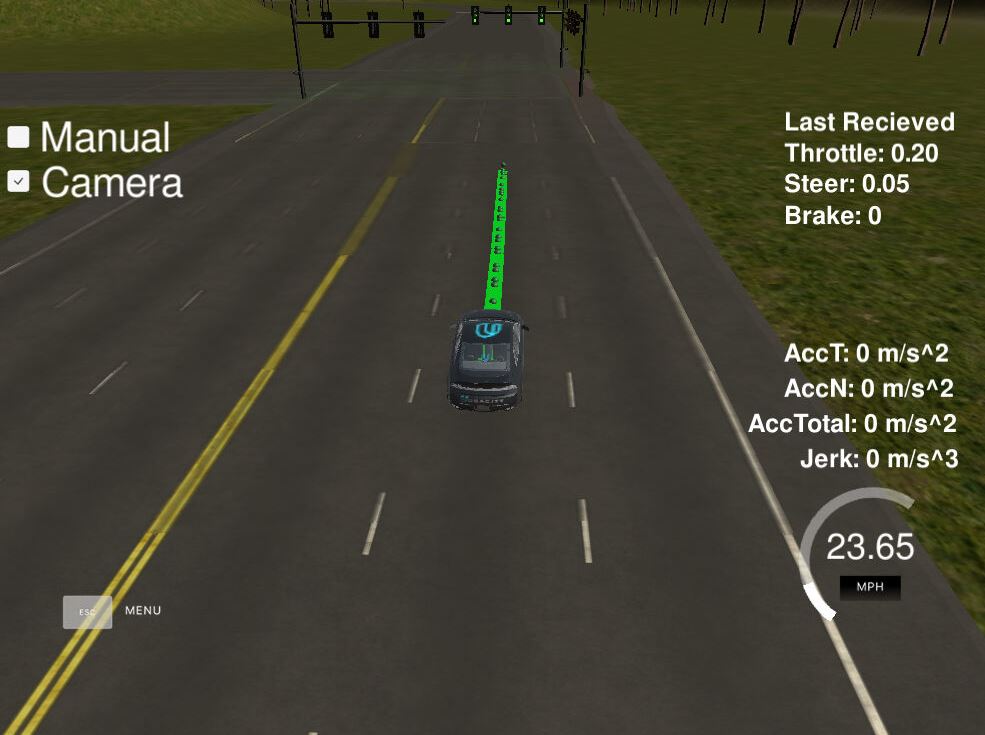 Manual
Camera
Last Recieved
Throttle: 0.20
Steer: 0.05
Brake: 0
AccT: 0 m/s^2
AccN: 0 m/s^2
AccTotal: 0 m/s^2
Jerk: 0 m/s^3
23.65
MPH
ESC MENU